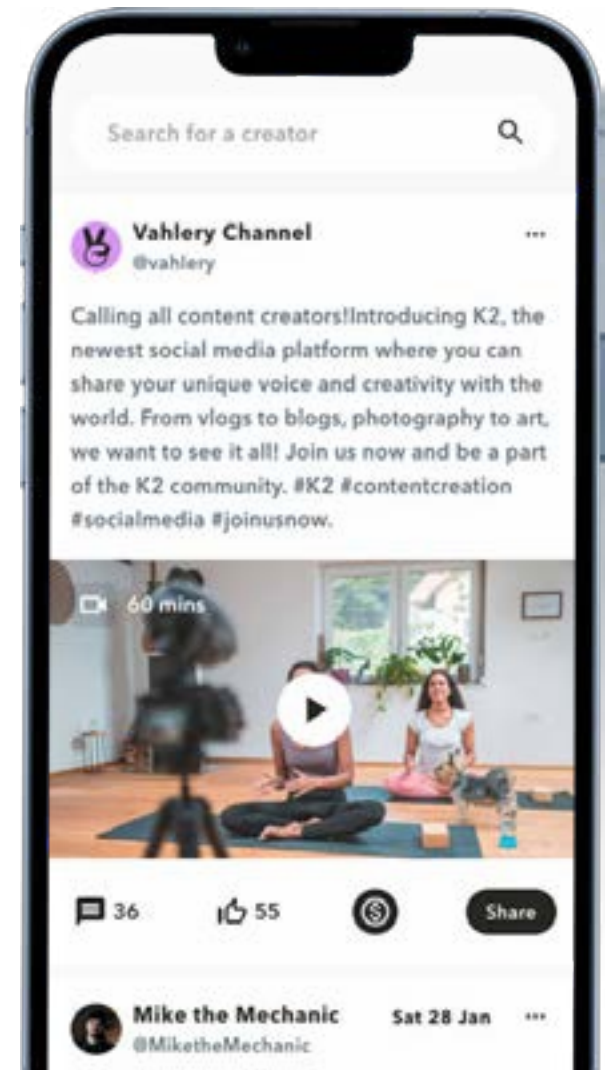 Search for a creator
Vahlery Channel
@vahlery
Calling all content creators!Introducing K2, the
newest social media platform where you can
share your unique voice and creativity with the
world. From vlogs to blogs, photography to art,
we want to see it all! Join us now and be a part
of the K2 community. #K2 #contentcreation
#socialmedia #joinusnow.
60 mins
36 55 Share
Mike the Mechanic Sat 28 Jan
@MiketheMechanic